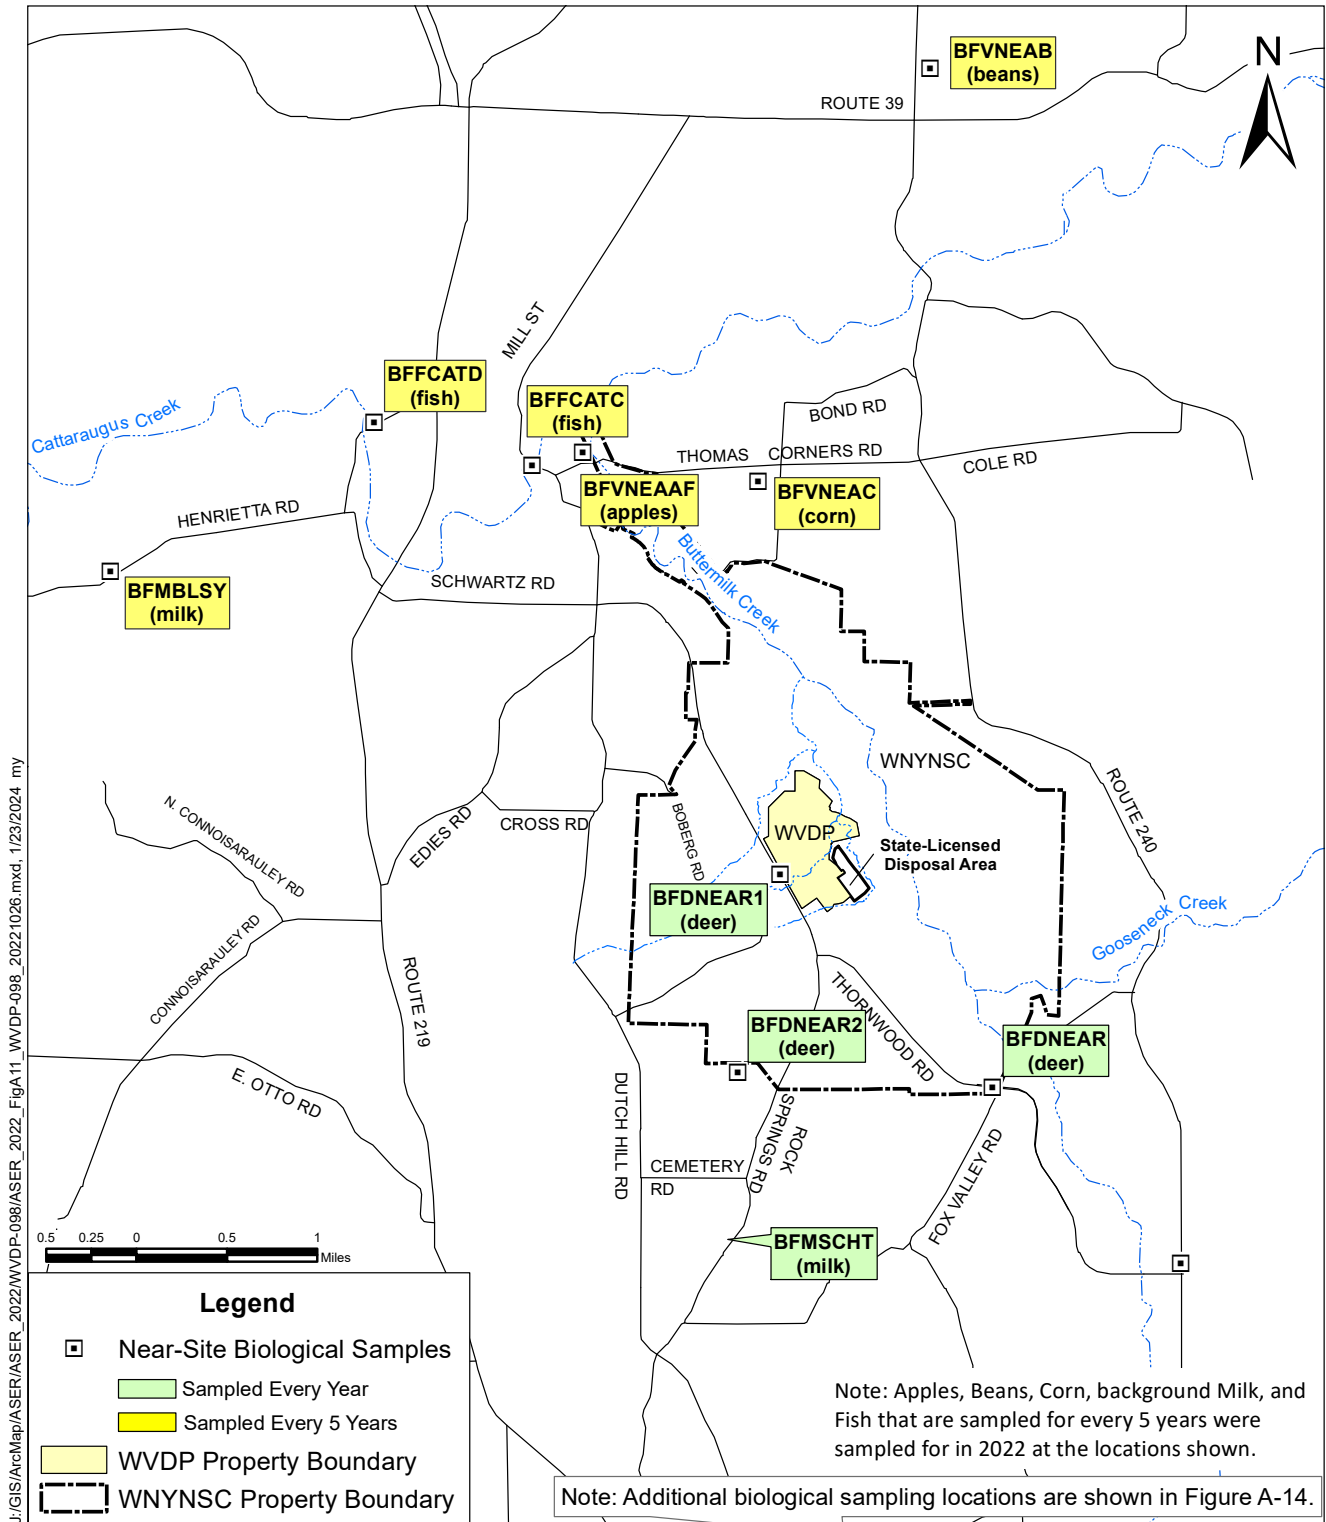 BFVNEAB
(beans)
N
ROUTE 39
MILL ST
BFFCATD
(fish)
BFFCATC
(fish)
Cattaraugus Creek
BOND RD
THOMAS CORNERS RD
COLE RD
BFVNEAAF
(apples)
BFVNEAC
(corn)
HENRIETTA RD
Buttermilk Creek
SCHWARTZ RD
BFMBLSY
(milk)
WNYNSC
ROUTE 240
N. CONNOISARAULEY RD
EDIES RD
CROSS RD
BOBERG RD
WVDP
State-Licensed
Disposal Area
BFDNEAR1
(deer)
CONNOISARAULEY RD
Gooseneck Creek
ROUTE 219
THORNWOOD RD
BFDNEAR2
(deer)
BFDNEAR
(deer)
E. OTTO RD
DUTCH HILL RD
ROCK
SPRINGS RD
CEMETERY
RD
FOX VALLEY RD
BFMSCHT
(milk)
0.5 0.25 0 0.5 1
Miles
Legend
Near-Site Biological Samples
Sampled Every Year
Sampled Every 5 Years
WVDP Property Boundary
WNYNSC Property Boundary
Note: Apples, Beans, Corn, background Milk, and
Fish that are sampled for every 5 years were
sampled for in 2022 at the locations shown.
Note: Additional biological sampling locations are shown in Figure A-14.
J:/GIS/ArcMap/ASER/ASER_2022/WVDP-098/ASER_2022_FigA11_WVDP-098_20221026.mxd, 1/23/2024 my